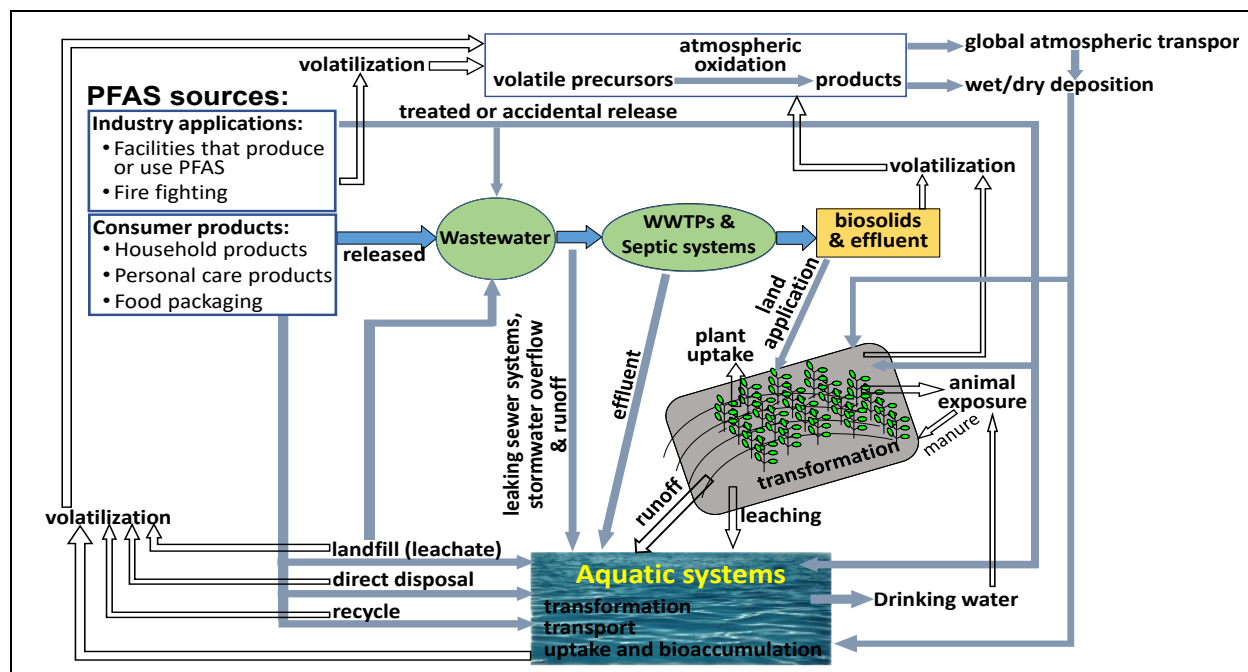 global atmospheric transpor
atmospheric
oxidation
volatilization
volatile precursors
products
wet/dry deposition
PFAS sources:
treated or accidental release
Industry applications:
• Facilities that produce
or use PFAS
• Fire fighting
volatilization
Consumer products:
• Household products
• Personal care products
• Food packaging
released
Wastewater
WWTPs &
Septic systems
biosolids
& effluent
land
application
plant
uptake
leaking sewer systems,
stormwater overflow
& runoff
effluent
animal
exposure
manure
transformation
runoff
leaching
volatilization
landfill (leachate)
direct disposal
recycle
Aquatic systems
transformation
transport
uptake and bioaccumulation
Drinking water